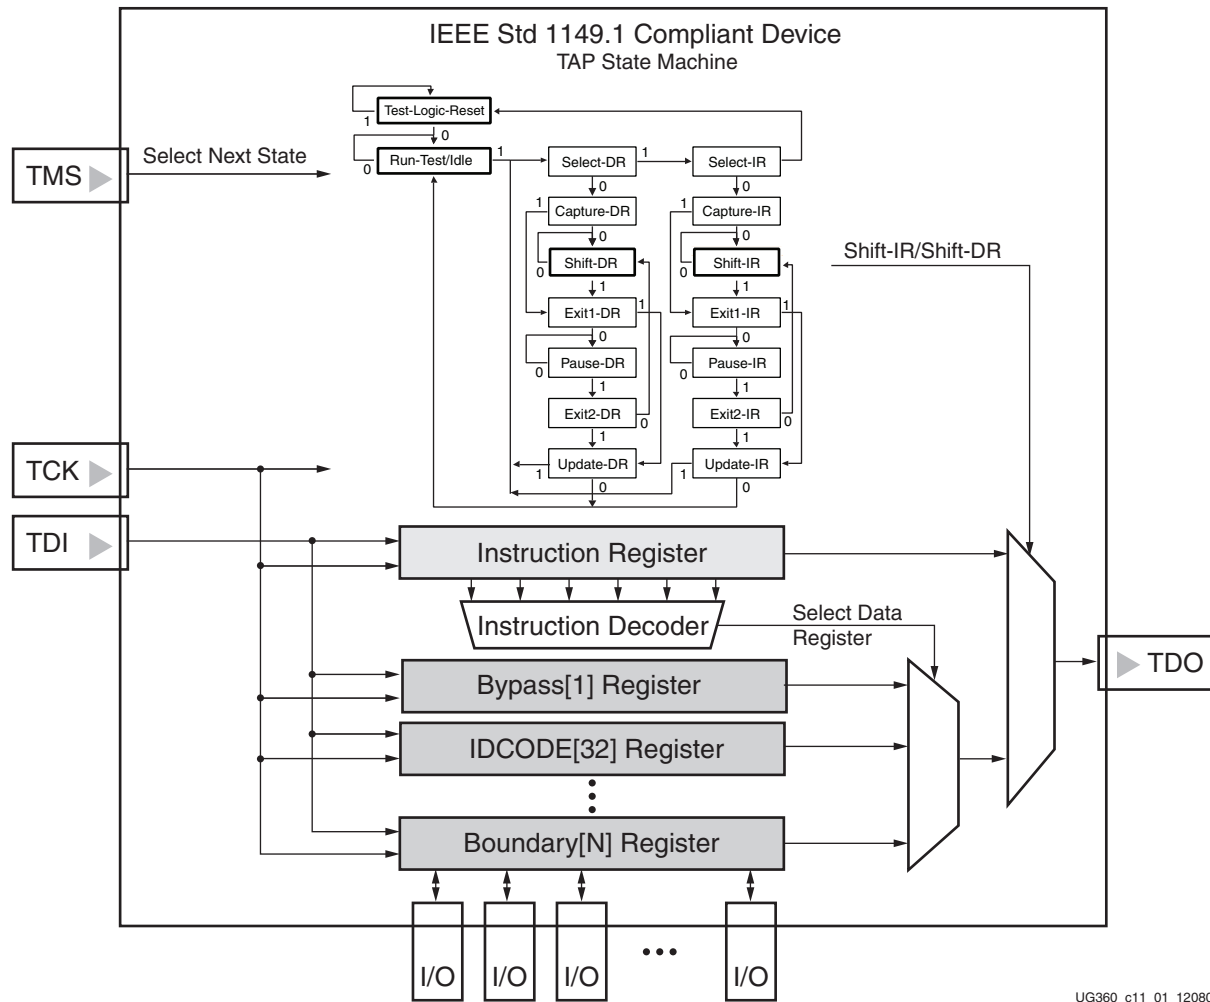 IEEE Std 1149.1 Compliant Device
TAP State Machine
Test-Logic-Reset
1
0
TMS
Select Next State
0
Run-Test/Idle
1
Select-DR
1
Select-IR
0
0
1
Capture-DR
1
Capture-IR
0
0
Shift-DR
0
Shift-IR
0
Shift-IR/Shift-DR
1
1
Exit1-DR
1
Exit1-IR
1
0
0
Pause-DR
0
Pause-IR
0
1
1
Exit2-DR
0
Exit2-IR
0
1
1
TCK
Update-DR
1
Update-IR
1
0
0
TDI
Instruction Register
Instruction Decoder
Select Data
Register
Bypass[1] Register
TDO
IDCODE[32] Register
Boundary[N] Register
I/O
I/O
I/O
I/O